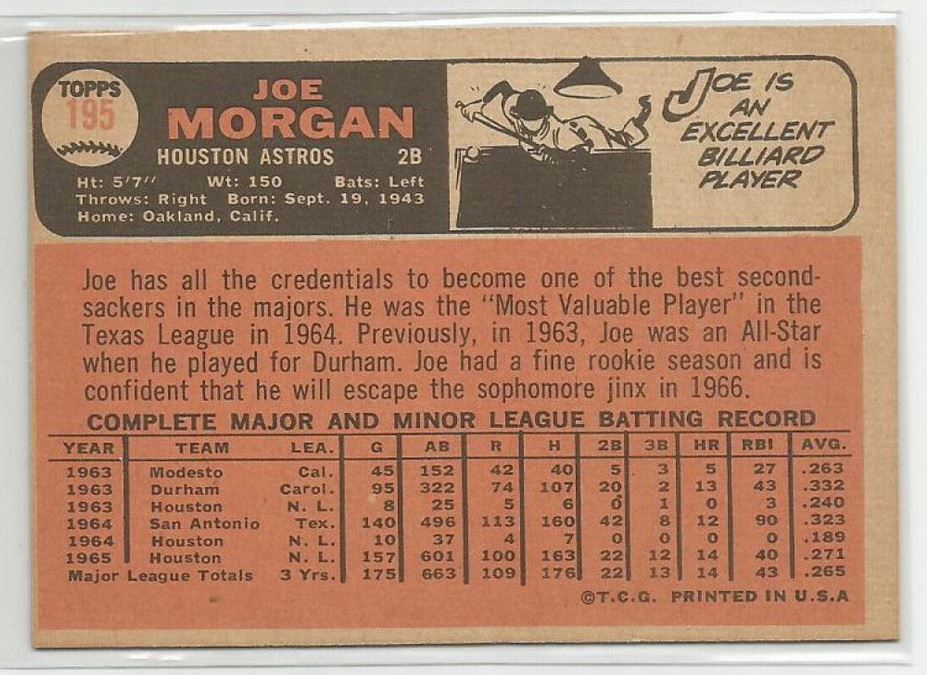 TOPPS
195
JOE
MORGAN
HOUSTON ASTROS 2B
Ht: 5'7" Wt: 150 Bats: Left
Throws: Right Born: Sept. 19, 1943
Home: Oakland, Calif.
JOE IS
AN
EXCELLENT
BILLIARD
PLAYER
Joe has all the credentials to become one of the best second-
sackers in the majors. He was the "Most Valuable Player" in the
Texas League in 1964. Previously, in 1963, Joe was an All-Star
when he played for Durham. Joe had a fine rookie season and is
confident that he will escape the sophomore jinx in 1966.
COMPLETE MAJOR AND MINOR LEAGUE BATTING RECORD
YEAR TEAM LEA. G AB R H 2B 3B HR RBI AVG.
1963 Modesto Cal. 45 152 42 40 5 3 5 27 .263
1963 Durham Carol. 95 322 74 107 20 2 13 43 .332
1963 Houston N. L. 8 25 5 6 0 1 0 3 .240
1964 San Antonio Tex. 140 496 113 160 42 8 12 90 .323
1964 Houston N. L. 10 37 4 7 0 0 0 0 .189
1965 Houston N. L. 157 601 100 163 22 12 14 40 .271
Major League Totals 3 Yrs. 175 663 109 176 22 13 14 43 .265
©T.C.G. PRINTED IN U.S.A